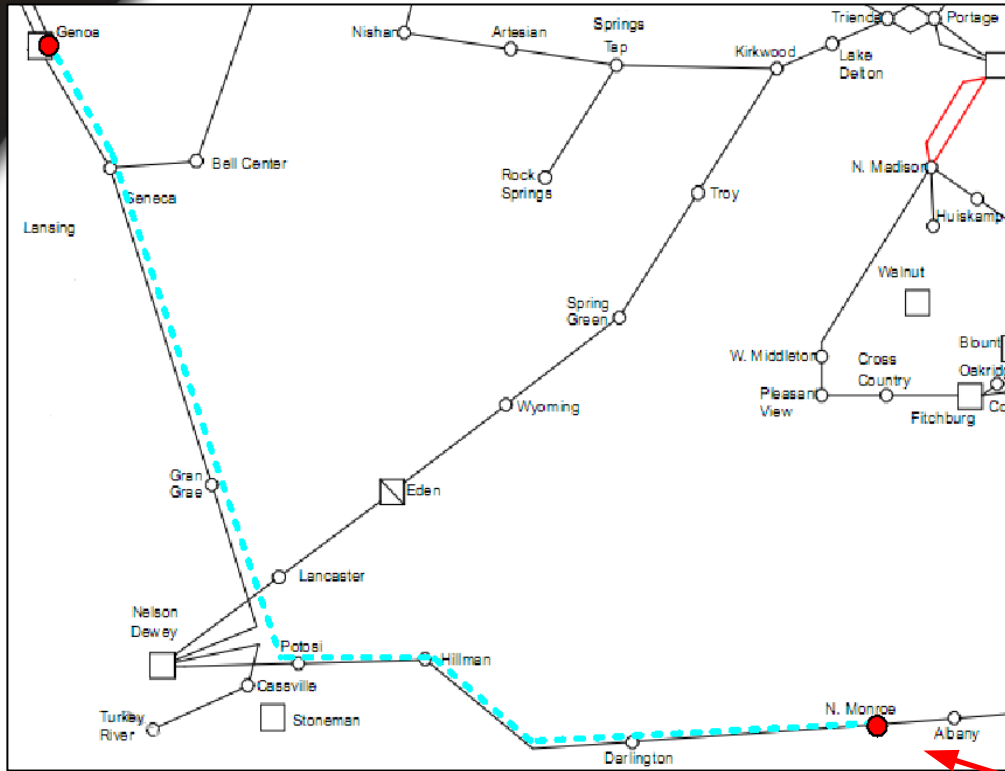 Genoa
Nishan
Artesian
Springs
Tap
Kirkwood
Lake
Delton
Triends
Portage
Bell Center
Seneca
Lansing
Rock
Springs
Troy
N. Madison
Huiskamp
Walnut
Spring
Green
W. Middleton
Cross
Country
Blount
Pleasant
View
Fitchburg
Wyoming
Gran
Grae
Eden
Lancaster
Nelson
Dewey
Potosi
Hillman
Cassville
Turkey
River
Stoneman
N. Monroe
Albany
Darlington